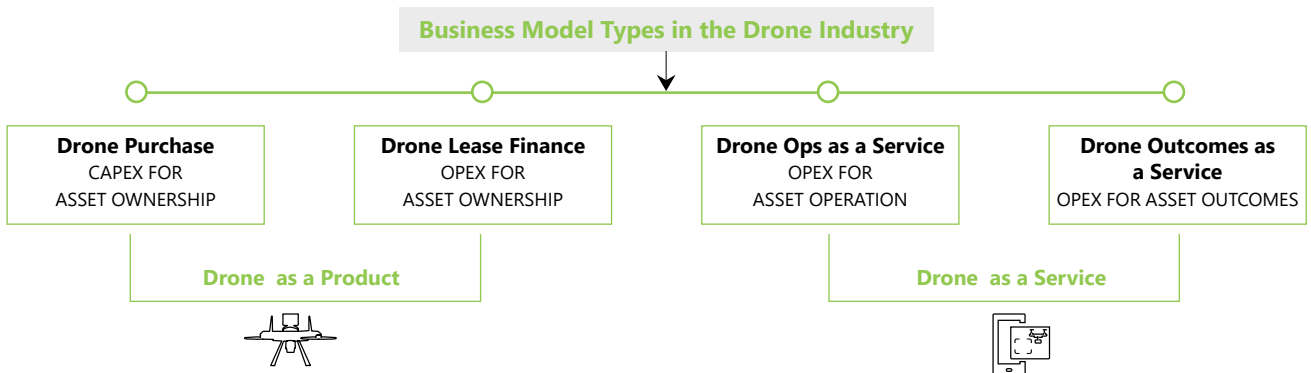 Business Model Types in the Drone Industry
Drone Purchase
CAPEX FOR
ASSET OWNERSHIP
Drone Lease Finance
OPEX FOR
ASSET OWNERSHIP
Drone Ops as a Service
OPEX FOR
ASSET OPERATION
Drone Outcomes as
a Service
OPEX FOR ASSET OUTCOMES
Drone as a Product
Drone as a Service